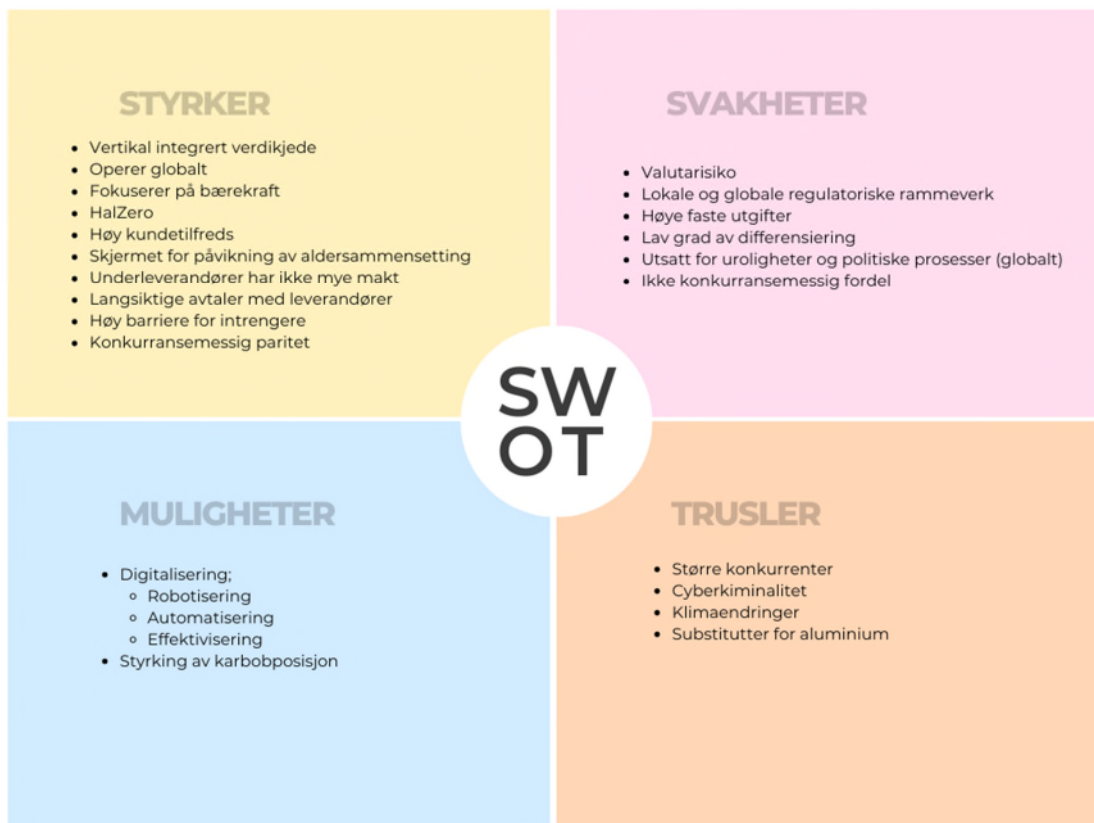 STYRKER
Vertikal integrert verdikjede
Operer globalt
Fokuserer på bærekraft
HalZero
Høy kundetilfreds
Skjermet for påvikning av aldersammensetting
Underleverandører har ikke mye makt
Langsiktige avtaler med leverandører
Høy barriere for intrengere
Konkurransemessig paritet
SVAKHETER
Valutarisiko
Lokale og globale regulatoriske rammeverk
Høye faste utgifter
Lav grad av differensiering
Utsatt for uroligheter og politiske prosesser (globalt)
Ikke konkurransemessig fordel
SW
OT
MULIGHETER
Digitalisering;
Robotisering
Automatisering
Effektivisering
Styrking av karbobposisjon
TRUSLER
Større konkurrenter
Cyberkiminalitet
Klimaendringer
Substitutter for aluminium